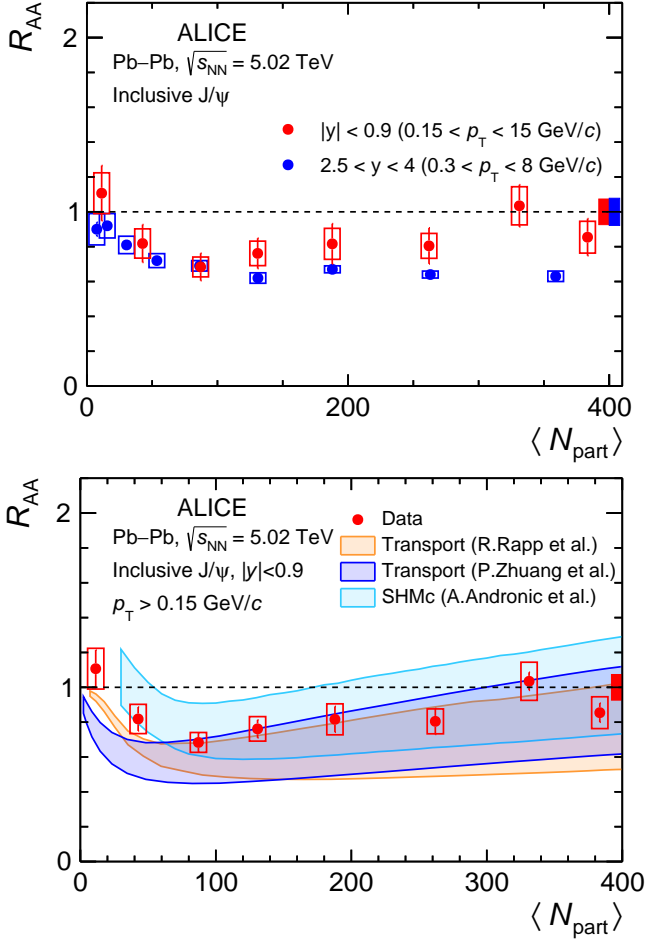 R_AA
2
1
0
ALICE
Pb−Pb, √s_NN = 5.02 TeV
Inclusive J/ψ
|y| < 0.9 (0.15 < p_T < 15 GeV/c)
2.5 < y < 4 (0.3 < p_T < 8 GeV/c)
0 200 400
⟨ N_part ⟩
R_AA
2
1
0
ALICE
Pb−Pb, √s_NN = 5.02 TeV
Inclusive J/ψ, |y|<0.9
p_T > 0.15 GeV/c
Data
Transport (R.Rapp et al.)
Transport (P.Zhuang et al.)
SHMc (A.Andronic et al.)
0 100 200 300 400
⟨ N_part ⟩